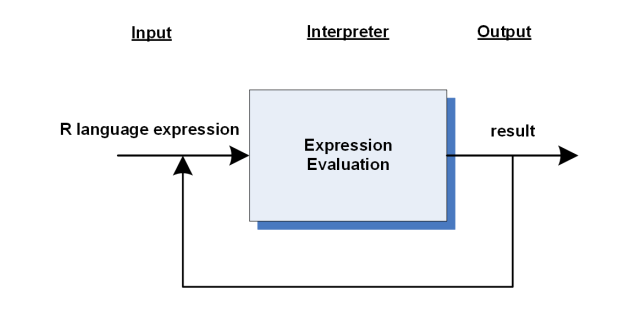 Input
Interpreter
Output
R language expression
Expression
Evaluation
result